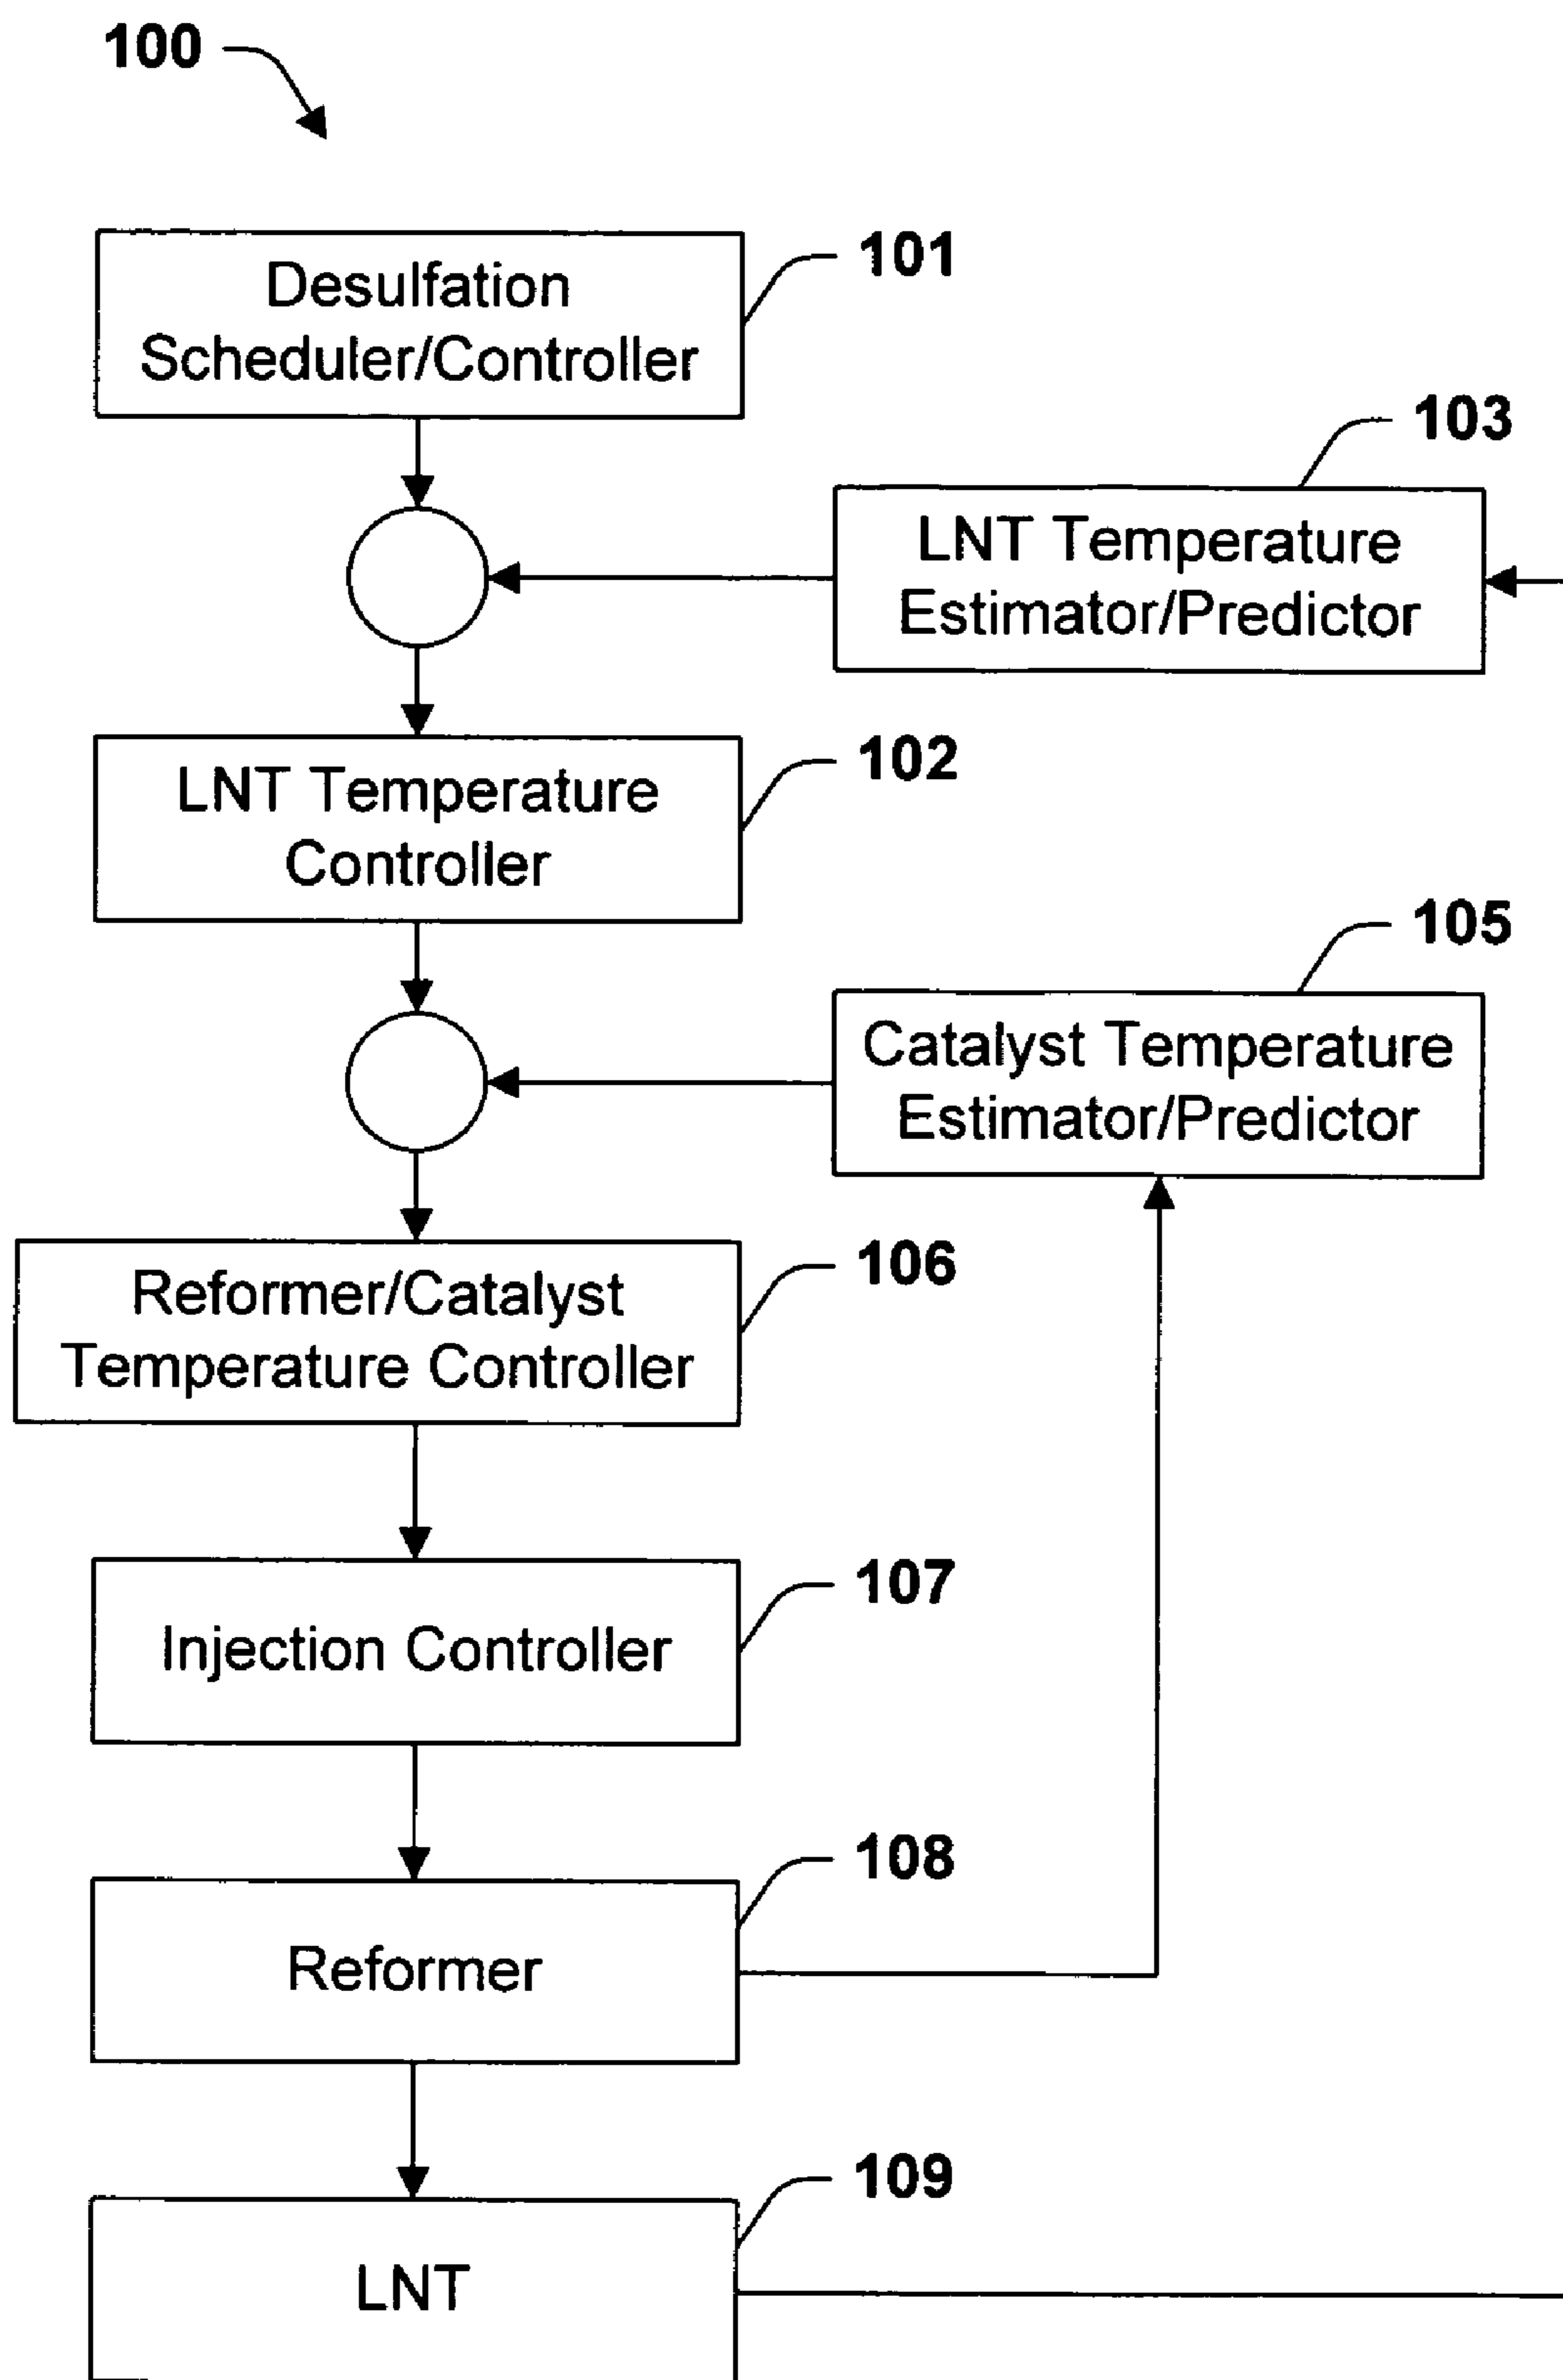 100
Desulfation
Scheduler/Controller
101
103
LNT Temperature
Estimator/Predictor
LNT Temperature
Controller
102
105
Catalyst Temperature
Estimator/Predictor
Reformer/Catalyst
Temperature Controller
106
Injection Controller
107
Reformer
108
LNT
109